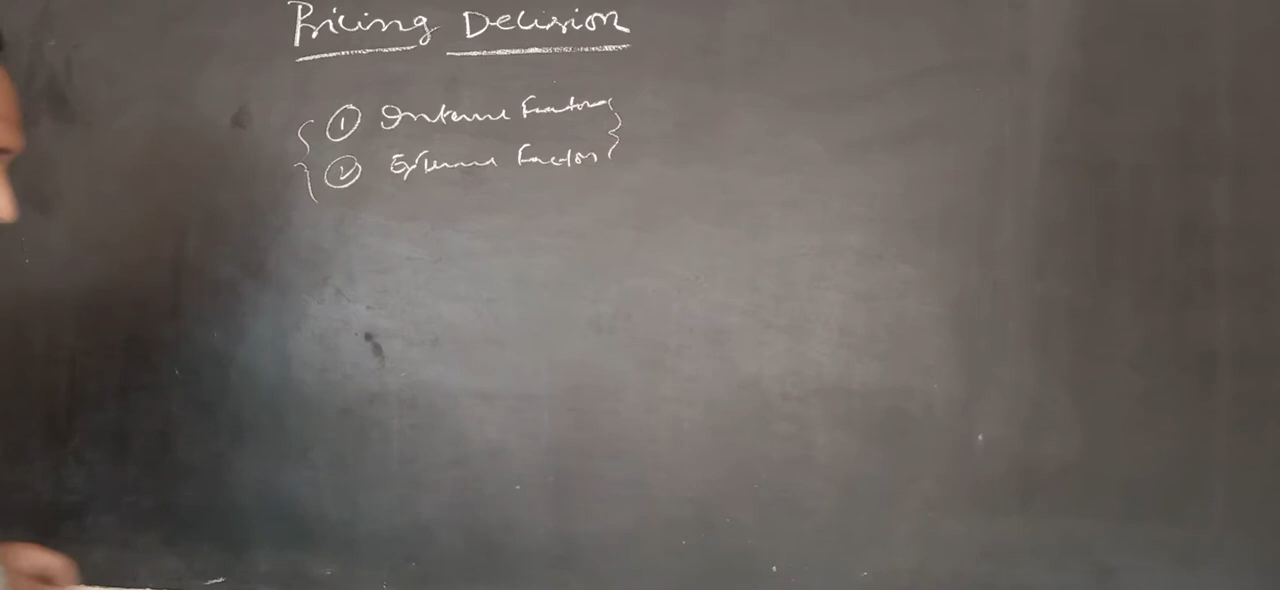 Pricing Decision
① Internal Factors
② External Factors